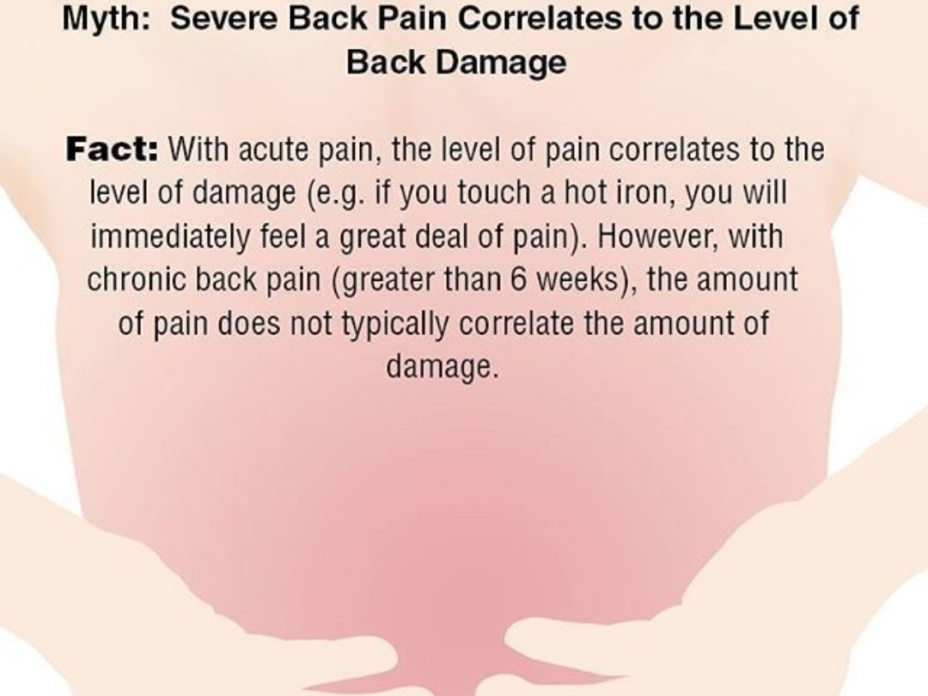 Myth:  Severe Back Pain Correlates to the Level of
Back Damage
Fact: With acute pain, the level of pain correlates to the
level of damage (e.g. if you touch a hot iron, you will
immediately feel a great deal of pain). However, with
chronic back pain (greater than 6 weeks), the amount
of pain does not typically correlate the amount of
damage.